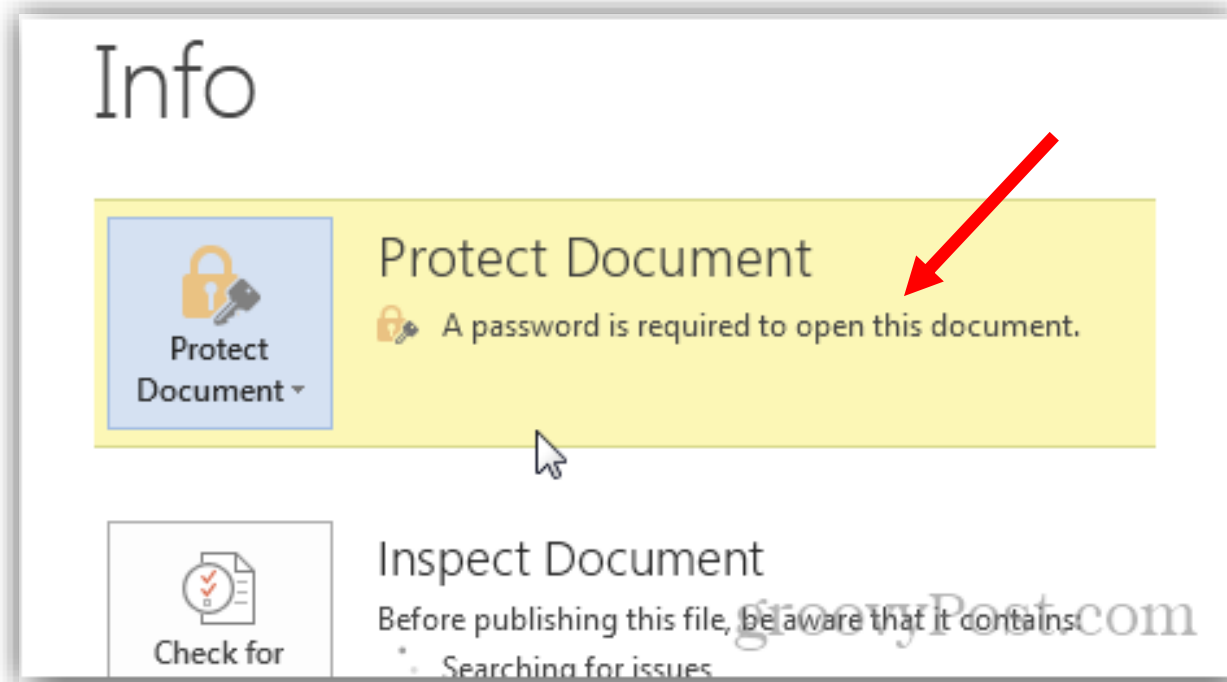 Info
Protect Document
A password is required to open this document.
Protect
Document
Inspect Document
Before publishing this file, be aware that it contains:
groovyPost.com
Check for
Searching for issues